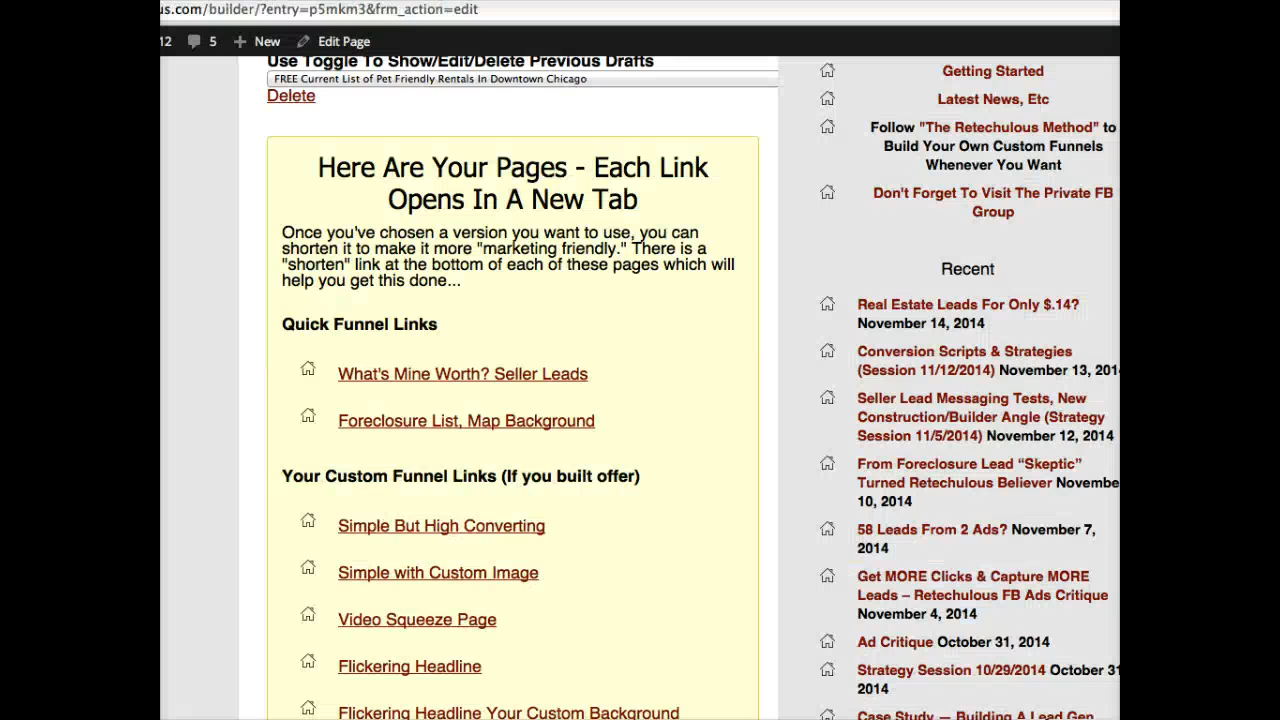 us.com/builder/?entry=p5mkm3&frm_action=edit
12 5 New Edit Page
Use Toggle To Show/Edit/Delete Previous Drafts
FREE Current List of Pet Friendly Rentals In Downtown Chicago
Delete
Here Are Your Pages - Each Link
Opens In A New Tab
Once you've chosen a version you want to use, you can
shorten it to make it more "marketing friendly." There is a
"shorten" link at the bottom of each of these pages which will
help you get this done...
Quick Funnel Links
What's Mine Worth? Seller Leads
Foreclosure List, Map Background
Your Custom Funnel Links (If you built offer)
Simple But High Converting
Simple with Custom Image
Video Squeeze Page
Flickering Headline
Flickering Headline Your Custom Background
Getting Started
Latest News, Etc
Follow "The Retechulous Method" to
Build Your Own Custom Funnels
Whenever You Want
Don't Forget To Visit The Private FB
Group
Recent
Real Estate Leads For Only $.14?
November 14, 2014
Conversion Scripts & Strategies
(Session 11/12/2014) November 13, 201
Seller Lead Messaging Tests, New
Construction/Builder Angle (Strategy
Session 11/5/2014) November 12, 2014
From Foreclosure Lead “Skeptic”
Turned Retechulous Believer Novembe
10, 2014
58 Leads From 2 Ads? November 7,
2014
Get MORE Clicks & Capture MORE
Leads – Retechulous FB Ads Critique
November 4, 2014
Ad Critique October 31, 2014
Strategy Session 10/29/2014 October 31
2014
Case Study — Building A Lead Gen